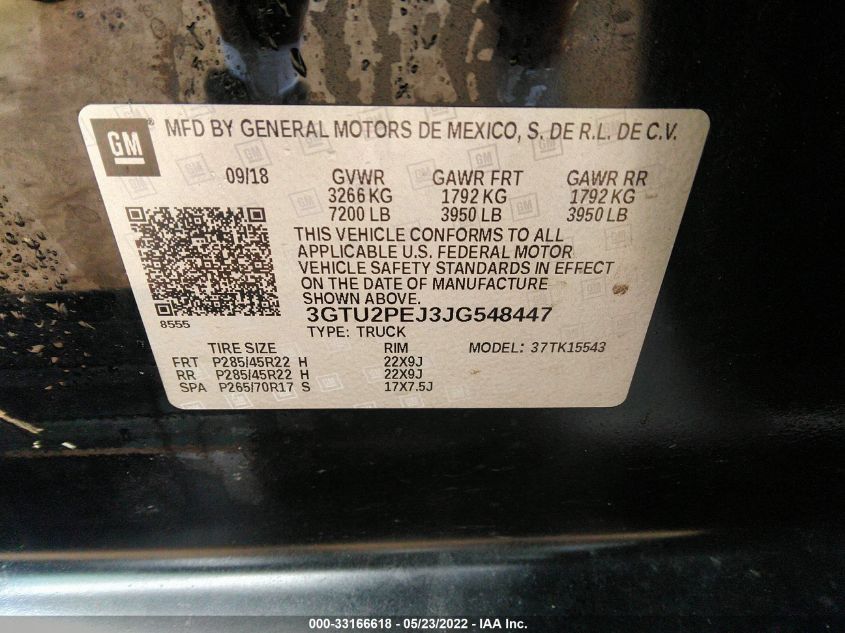 GM ® MFD BY GENERAL MOTORS DE MEXICO, S. DE R.L. DE C.V.
09/18 GVWR GAWR FRT GAWR RR
3266 KG 1792 KG 1792 KG
7200 LB 3950 LB 3950 LB
THIS VEHICLE CONFORMS TO ALL
APPLICABLE U.S. FEDERAL MOTOR
VEHICLE SAFETY STANDARDS IN EFFECT
ON THE DATE OF MANUFACTURE
SHOWN ABOVE.
3GTU2PEJ3JG548447
8555 TYPE: TRUCK
TIRE SIZE RIM MODEL: 37TK15543
FRT P285/45R22 H 22X9J
RR P285/45R22 H 22X9J
SPA P265/70R17 S 17X7.5J
000-33166618 - 05/23/2022 - IAA Inc.